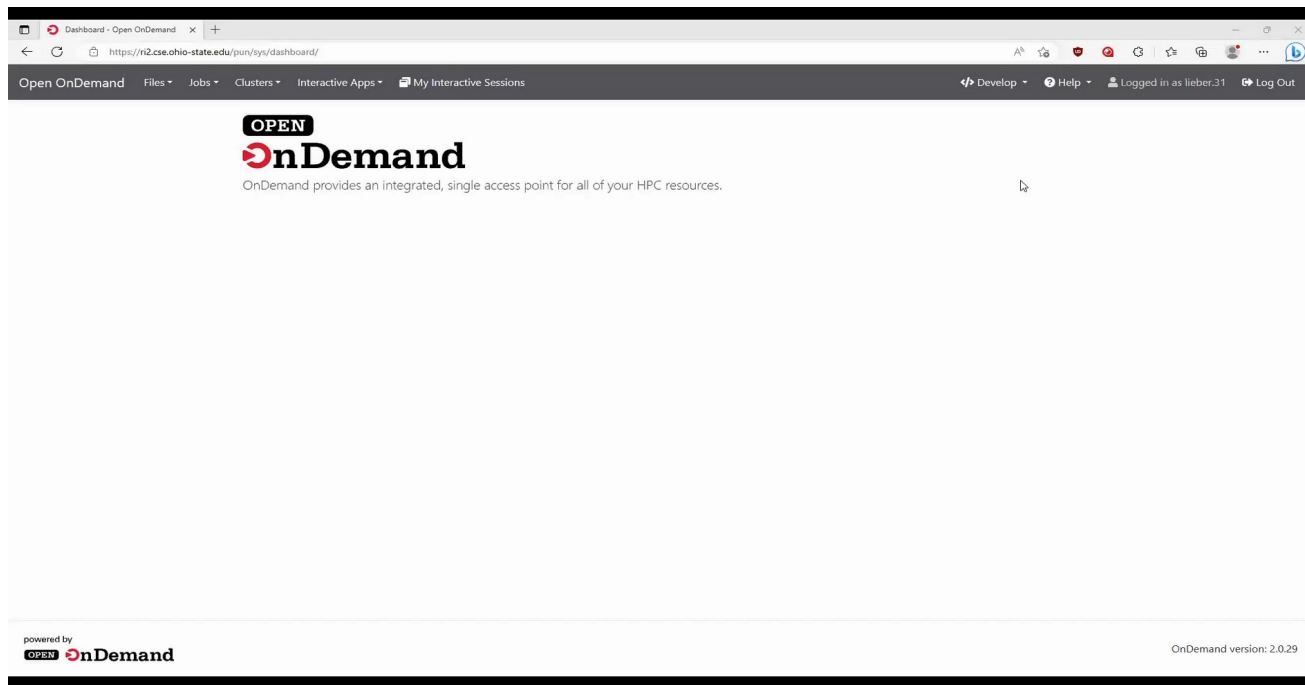 Dashboard - Open OnDemand
https://ri2.cse.ohio-state.edu/pun/sys/dashboard/
Open OnDemand Files Jobs Clusters Interactive Apps My Interactive Sessions </> Develop Help Logged in as lieber.31 Log Out
OPEN
OnDemand
OnDemand provides an integrated, single access point for all of your HPC resources.
powered by
OPEN OnDemand
OnDemand version: 2.0.29